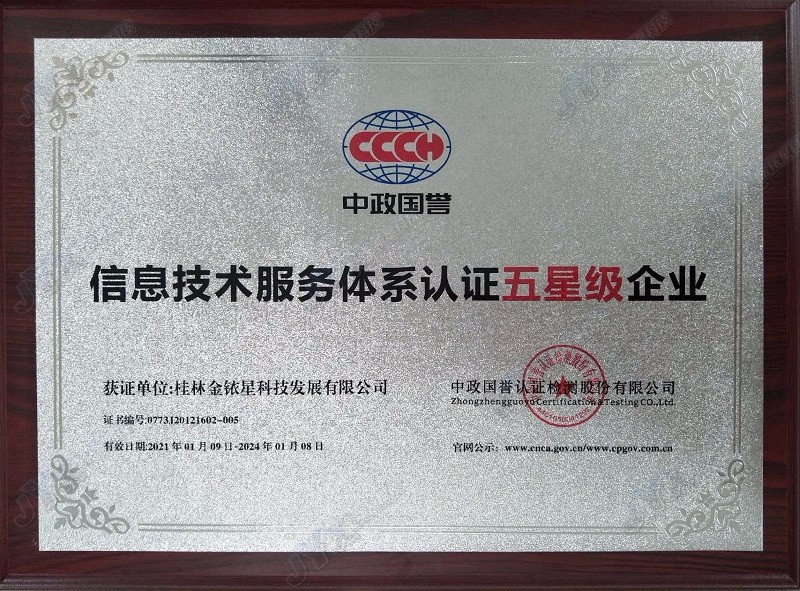 CCCH
中政国誉
信息技术服务体系认证五星级企业
获证单位:桂林金铱星科技发展有限公司
证书编号:0773J20121602-005
有效日期:2021年01月09日-2024年01月08日
中政国誉认证检测股份有限公司
Zhongzhengguoyu Certification&Testing CO.,Ltd.
官网公示：www.cnca.gov.cn/www.cpgov.com.cn